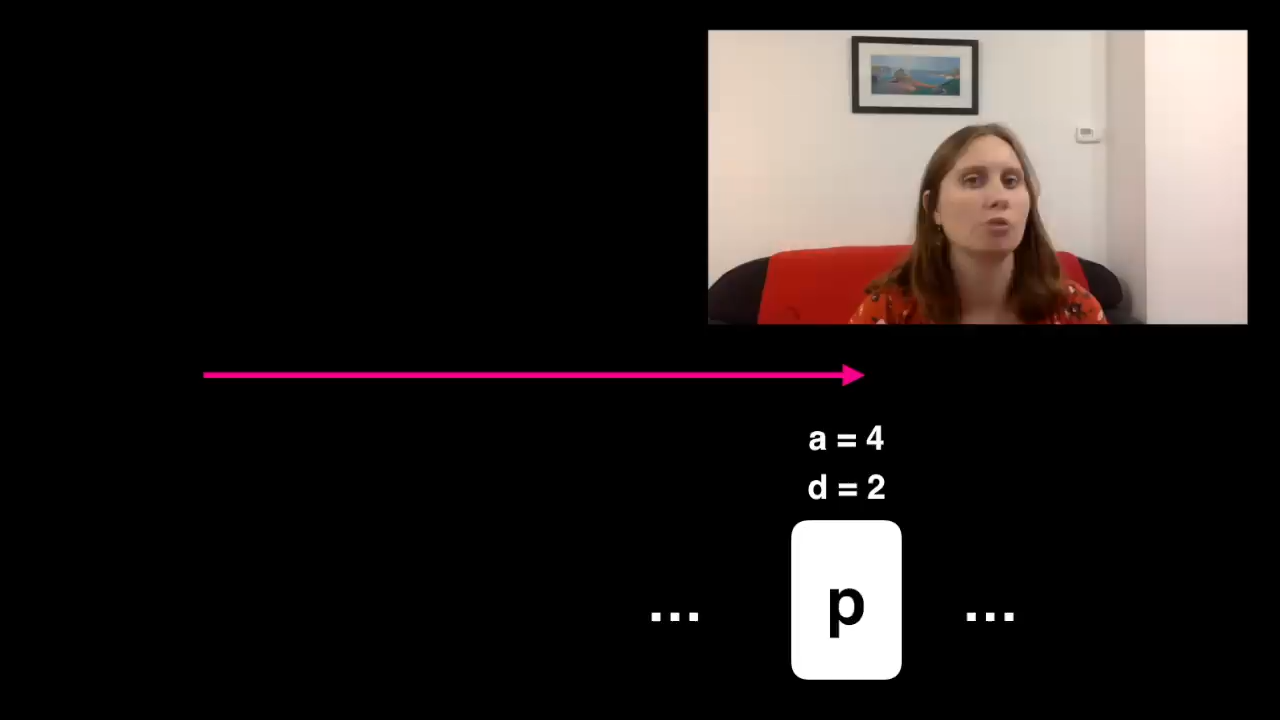 a = 4
d = 2
... p ...